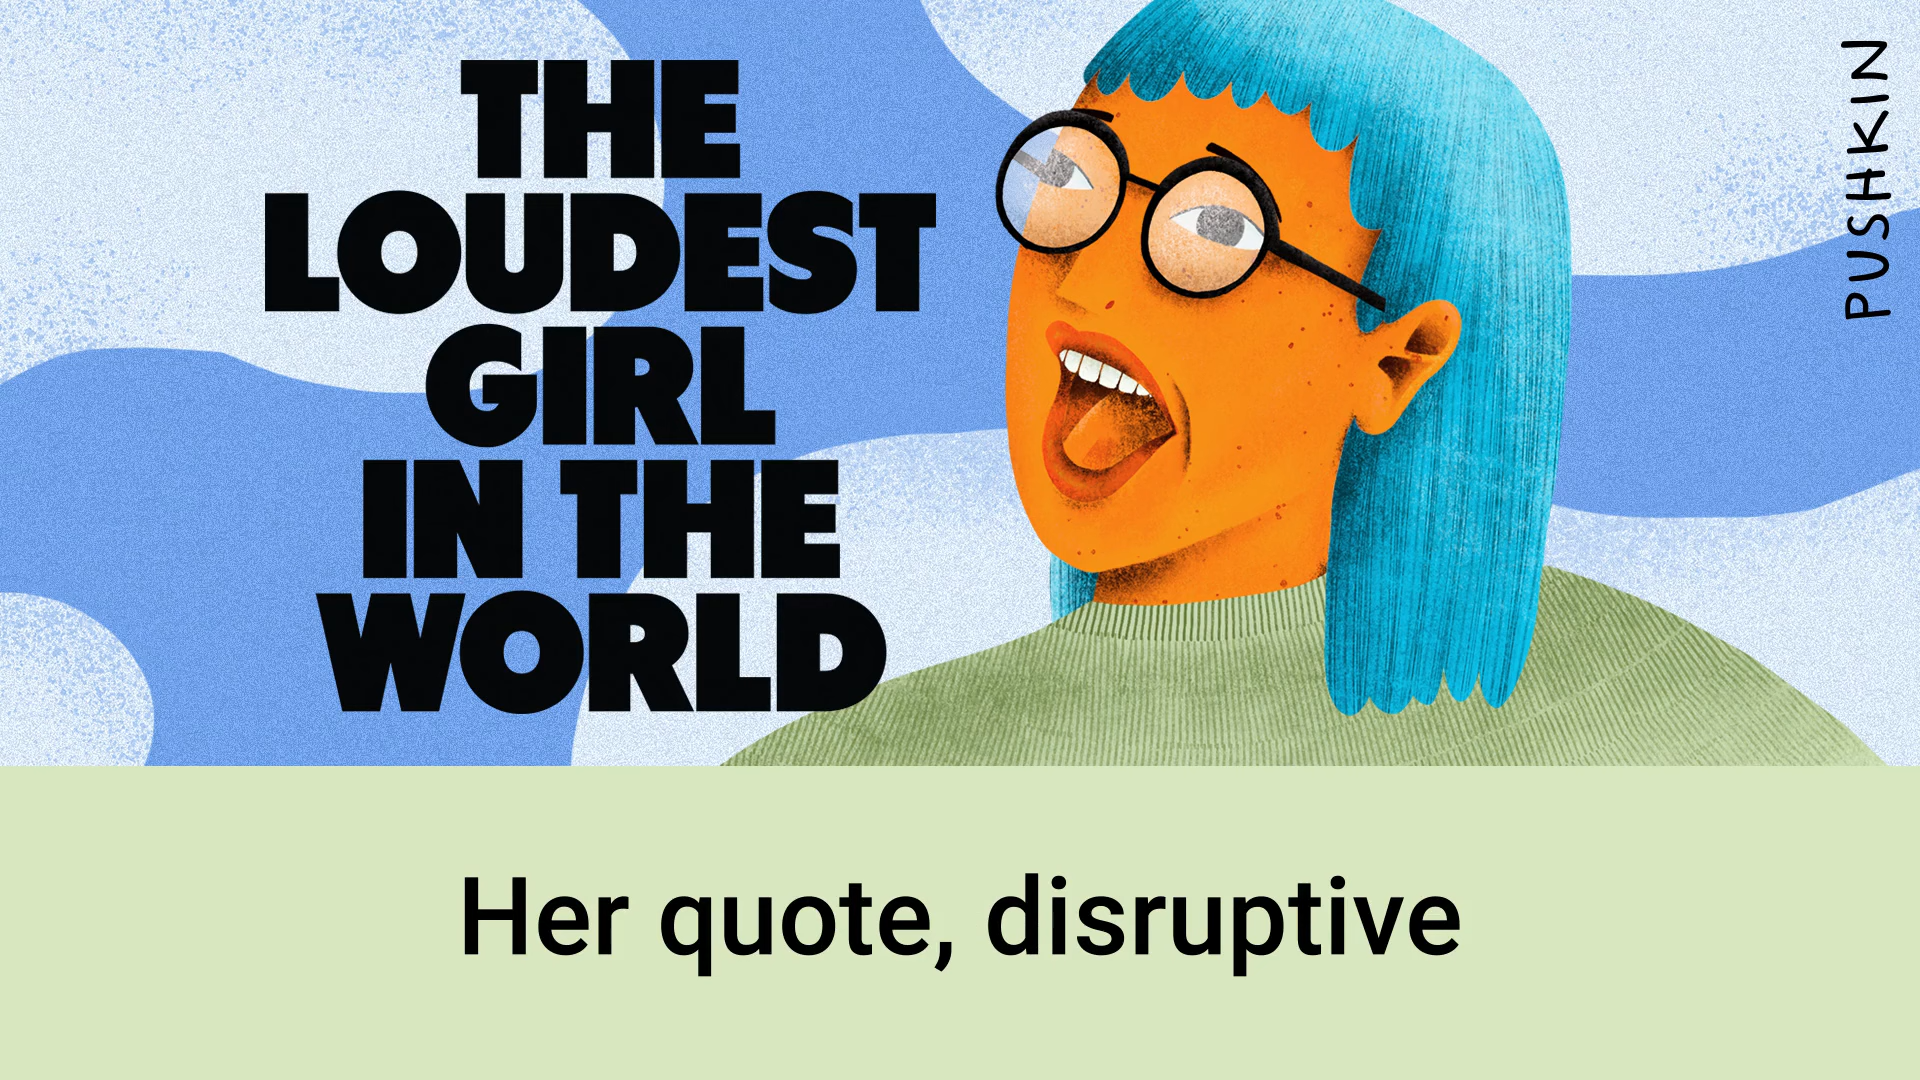 THE
LOUDEST
GIRL
IN THE
WORLD
PUSHKIN
Her quote, disruptive